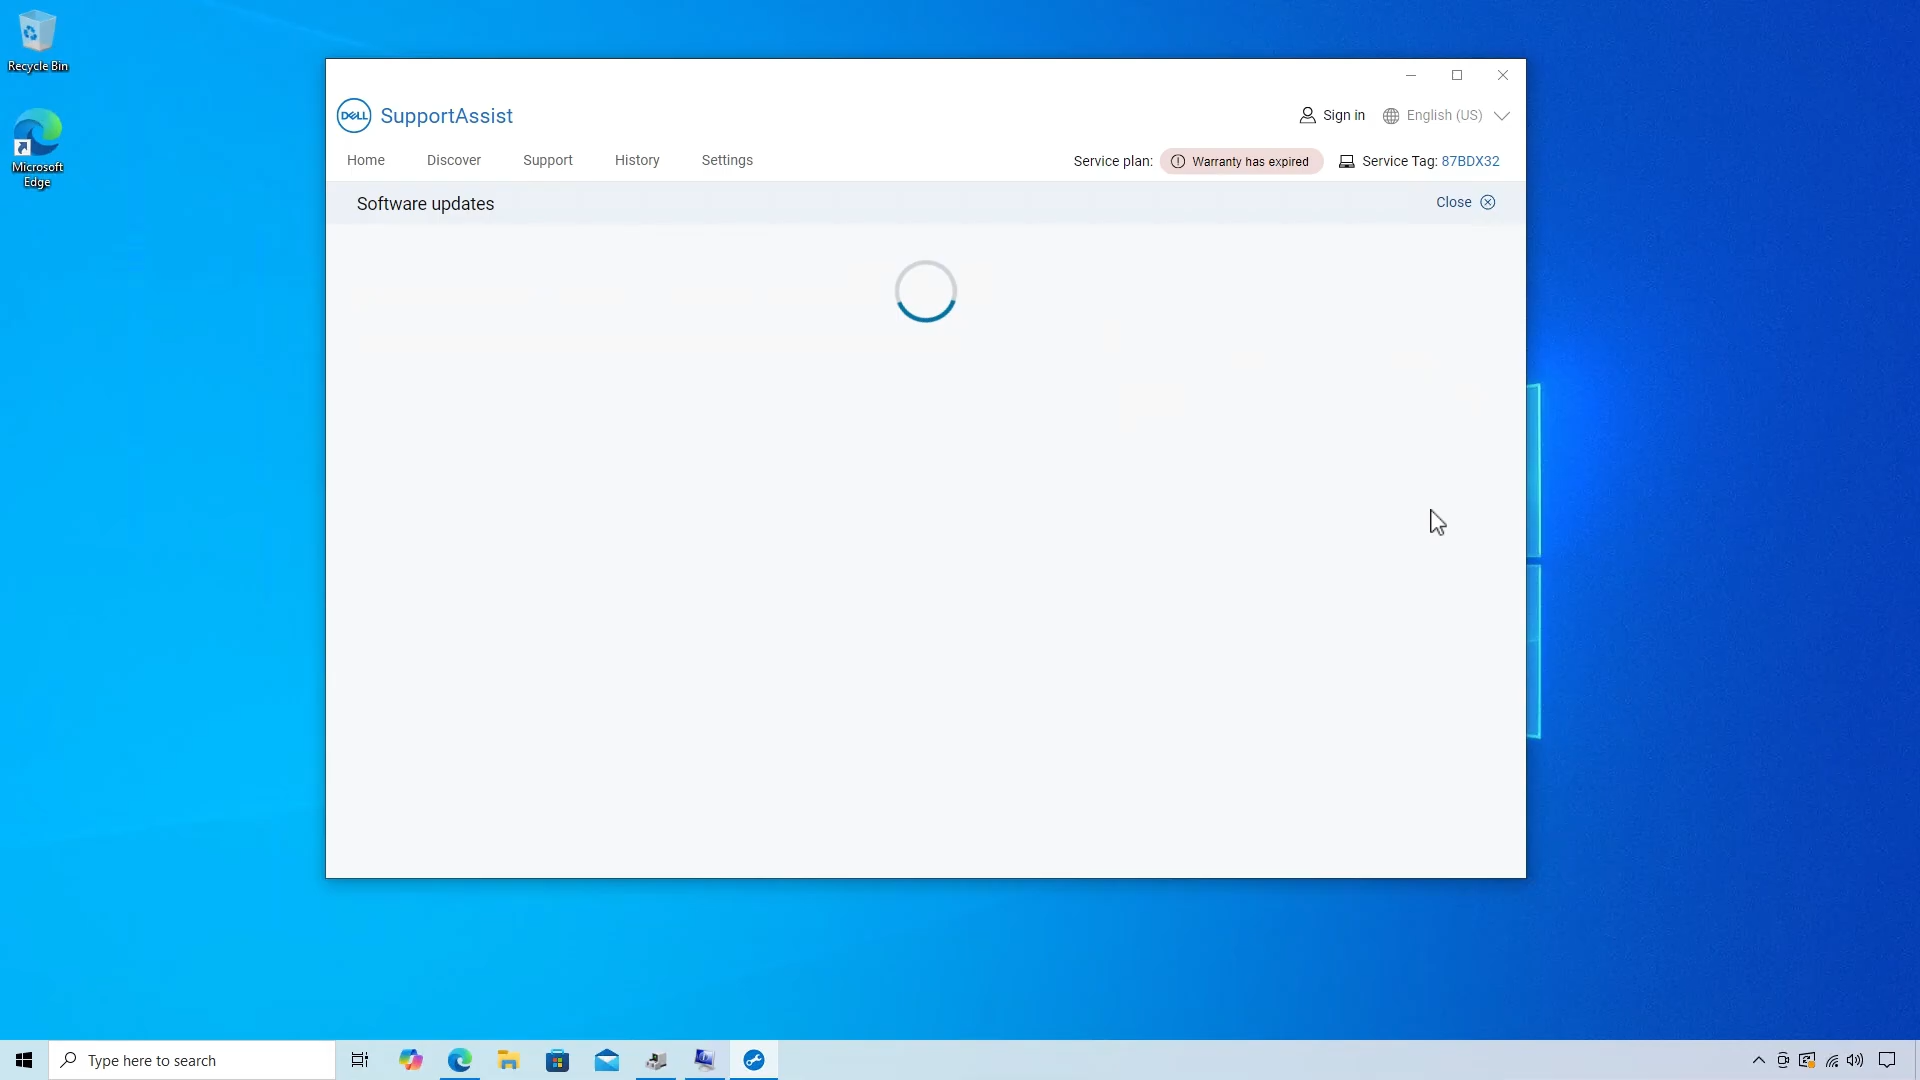 Recycle Bin
Microsoft
Edge
DELL SupportAssist
Sign in
English (US)
Home
Discover
Support
History
Settings
Service plan: Warranty has expired
Service Tag: 87BDX32
Software updates
Close
Type here to search